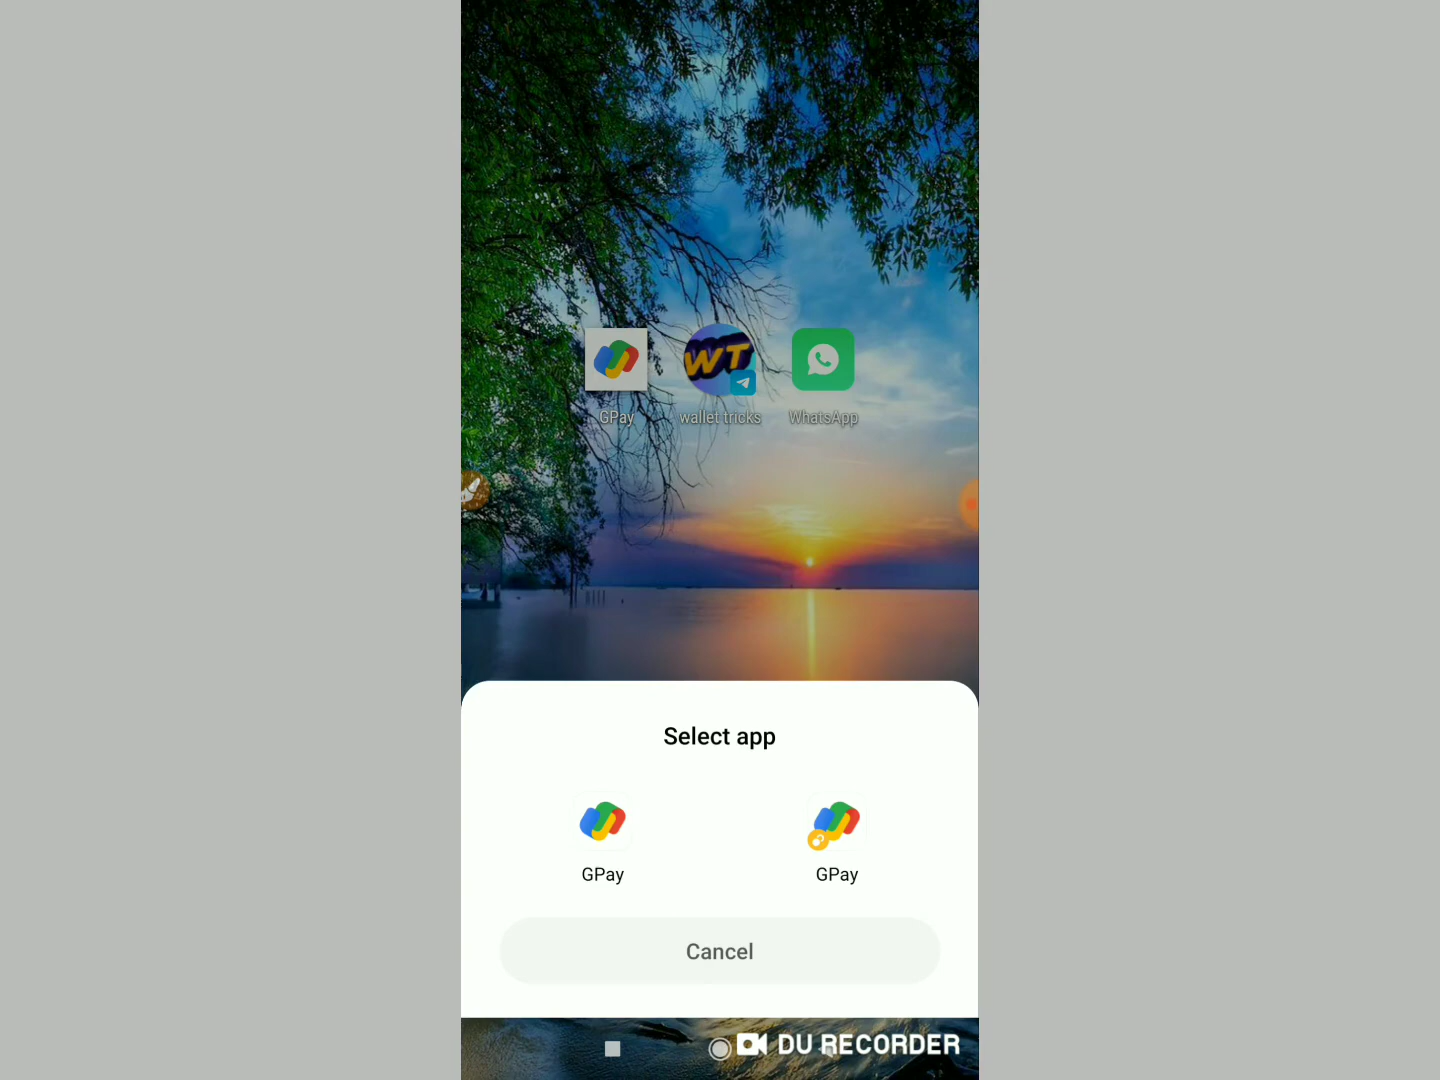 WT
GPay wallet tricks WhatsApp
Select app
GPay GPay
Cancel
DU RECORDER